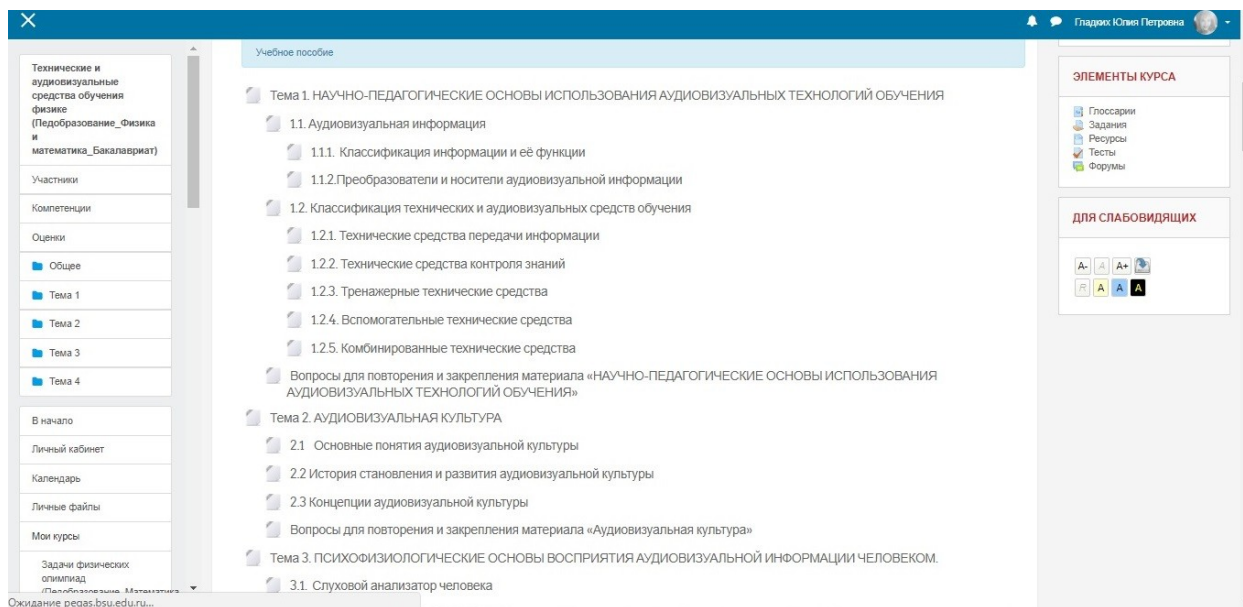 Гладких Юлия Петровна
Технические и
аудиовизуальные
средства обучения
физике
(Педобразование_Физика
и
математика_Бакалавриат)
Участники
Компетенции
Оценки
Общее
Тема 1
Тема 2
Тема 3
Тема 4
В начало
Личный кабинет
Календарь
Личные файлы
Мои курсы
Задачи физических
олимпиад
(Педобразование_Математика
Ожидание pegas.bsu.edu.ru...
Учебное пособие
Тема 1. НАУЧНО-ПЕДАГОГИЧЕСКИЕ ОСНОВЫ ИСПОЛЬЗОВАНИЯ АУДИОВИЗУАЛЬНЫХ ТЕХНОЛОГИЙ ОБУЧЕНИЯ
1.1. Аудиовизуальная информация
1.1.1. Классификация информации и её функции
1.1.2.Преобразователи и носители аудиовизуальной информации
1.2. Классификация технических и аудиовизуальных средств обучения
1.2.1. Технические средства передачи информации
1.2.2. Технические средства контроля знаний
1.2.3. Тренажерные технические средства
1.2.4. Вспомогательные технические средства
1.2.5. Комбинированные технические средства
Вопросы для повторения и закрепления материала «НАУЧНО-ПЕДАГОГИЧЕСКИЕ ОСНОВЫ ИСПОЛЬЗОВАНИЯ
АУДИОВИЗУАЛЬНЫХ ТЕХНОЛОГИЙ ОБУЧЕНИЯ»
Тема 2. АУДИОВИЗУАЛЬНАЯ КУЛЬТУРА
2.1 Основные понятия аудиовизуальной культуры
2.2 История становления и развития аудиовизуальной культуры
2.3 Концепции аудиовизуальной культуры
Вопросы для повторения и закрепления материала «Аудиовизуальная культура»
Тема 3. ПСИХОФИЗИОЛОГИЧЕСКИЕ ОСНОВЫ ВОСПРИЯТИЯ АУДИОВИЗУАЛЬНОЙ ИНФОРМАЦИИ ЧЕЛОВЕКОМ.
3.1. Слуховой анализатор человека
ЭЛЕМЕНТЫ КУРСА
Глоссарии
Задания
Ресурсы
Тесты
Форумы
ДЛЯ СЛАБОВИДЯЩИХ
A- A A+
R A A A